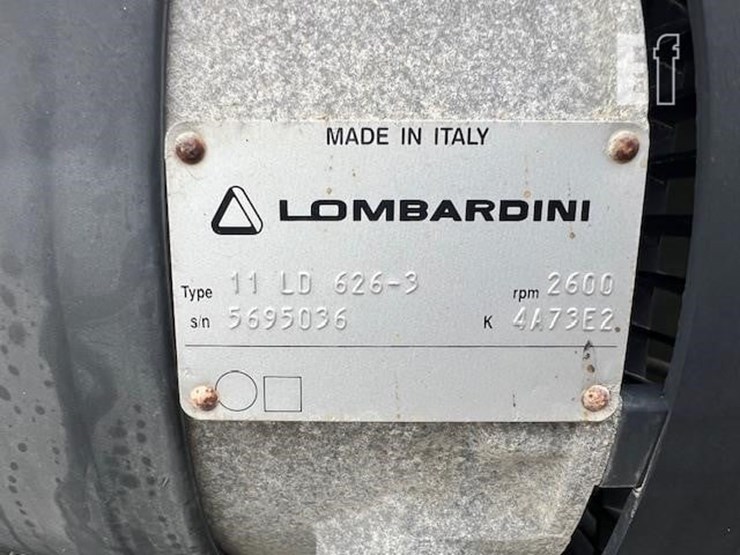 MADE IN ITALY
LOMBARDINI
Type 11 LD 626-3 rpm 2600
s/n 5695036 K 4A73E2
f